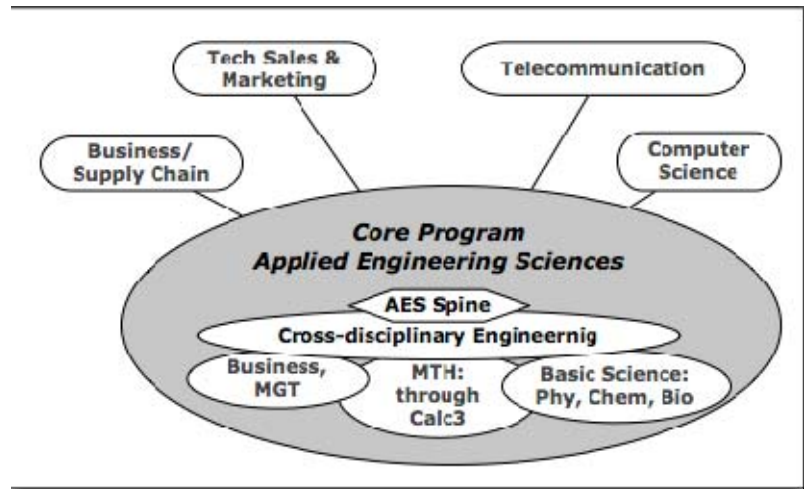 Tech Sales &
Marketing
Telecommunication
Business/
Supply Chain
Computer
Science
Core Program
Applied Engineering Sciences
AES Spine
Cross-disciplinary Engineernig
Business,
MGT
MTH:
through
Calc3
Basic Science:
Phy, Chem, Bio